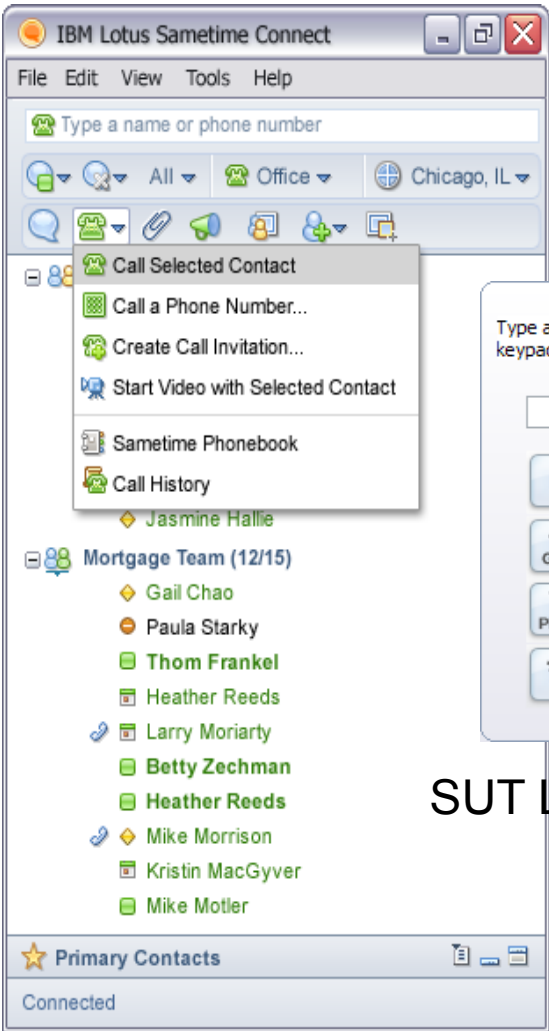 IBM Lotus Sametime Connect
File Edit View Tools Help
Type a name or phone number
All Office Chicago, IL
Call Selected Contact
Call a Phone Number...
Create Call Invitation...
Start Video with Selected Contact
Sametime Phonebook
Call History
Jasmine Hallie
Mortgage Team (12/15)
Gail Chao
Paula Starky
Thom Frankel
Heather Reeds
Larry Moriarty
Betty Zechman
Heather Reeds
Mike Morrison
Kristin MacGyver
Mike Motler
Primary Contacts
Connected
Type
SUT L